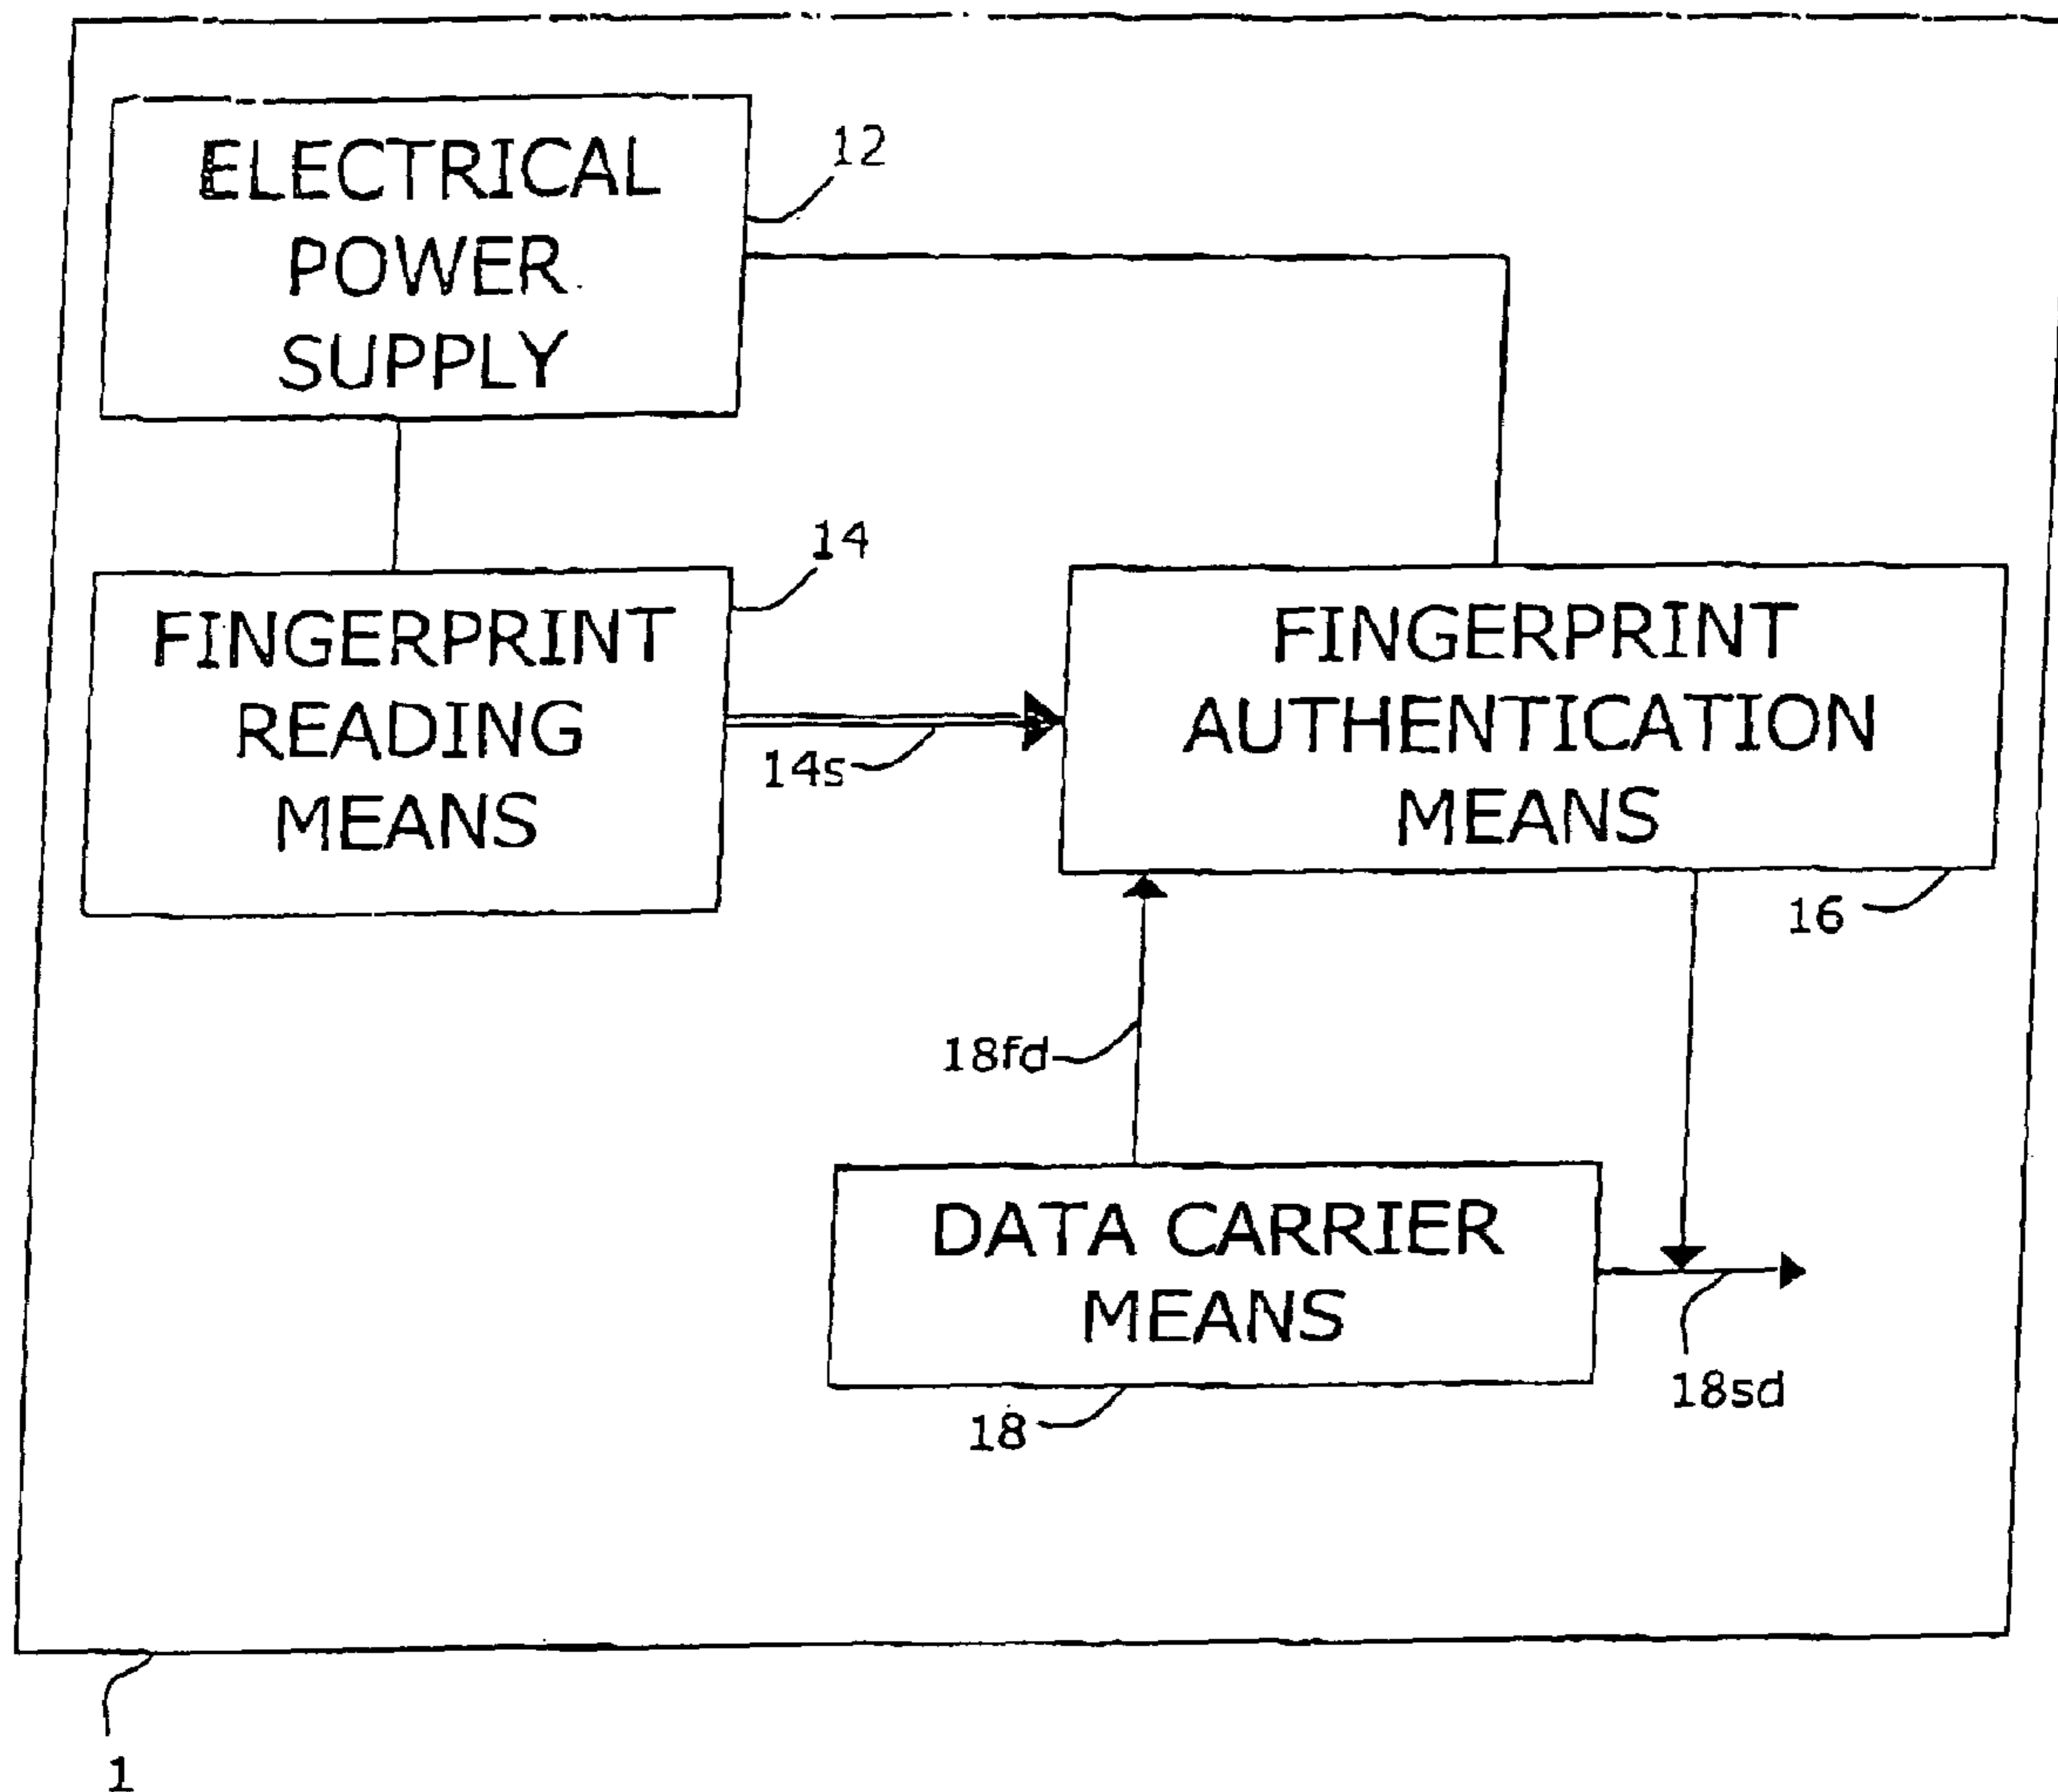 ELECTRICAL
POWER
SUPPLY
12
FINGERPRINT
READING
MEANS
14
14s
FINGERPRINT
AUTHENTICATION
MEANS
16
18fd
DATA CARRIER
MEANS
18
18sd
1